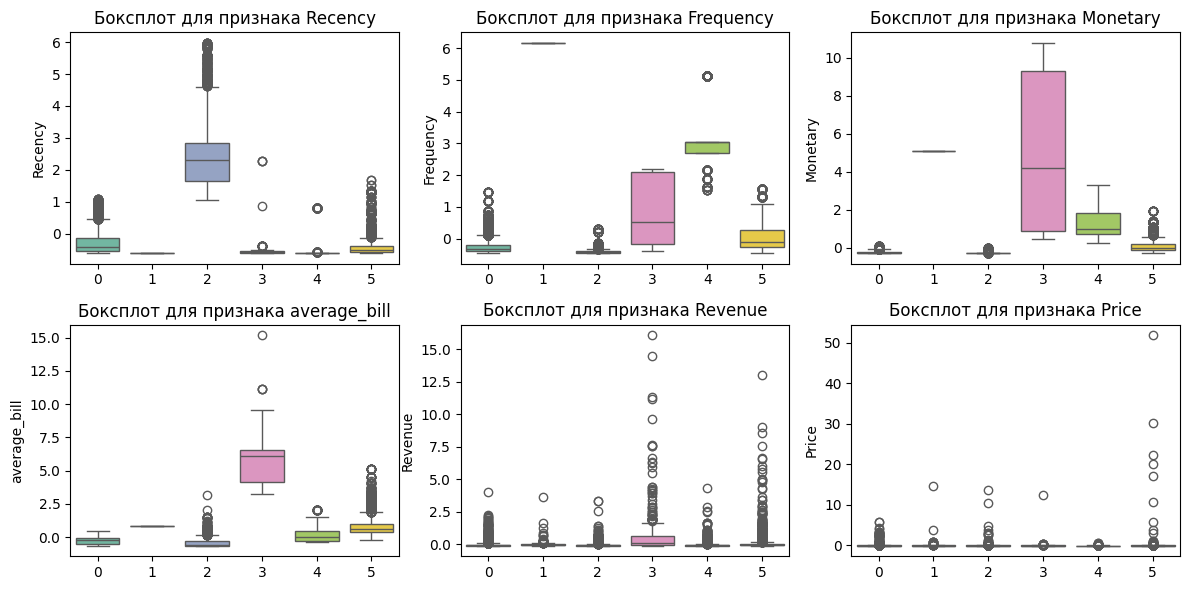 Боксплот для признака Recency
Recency
6
5
4
3
2
1
0
0 1 2 3 4 5
Боксплот для признака Frequency
Frequency
6
5
4
3
2
1
0
0 1 2 3 4 5
Боксплот для признака Monetary
Monetary
10
8
6
4
2
0
0 1 2 3 4 5
Боксплот для признака average_bill
average_bill
15.0
12.5
10.0
7.5
5.0
2.5
0.0
0 1 2 3 4 5
Боксплот для признака Revenue
Revenue
15.0
12.5
10.0
7.5
5.0
2.5
0.0
0 1 2 3 4 5
Боксплот для признака Price
Price
50
40
30
20
10
0
0 1 2 3 4 5